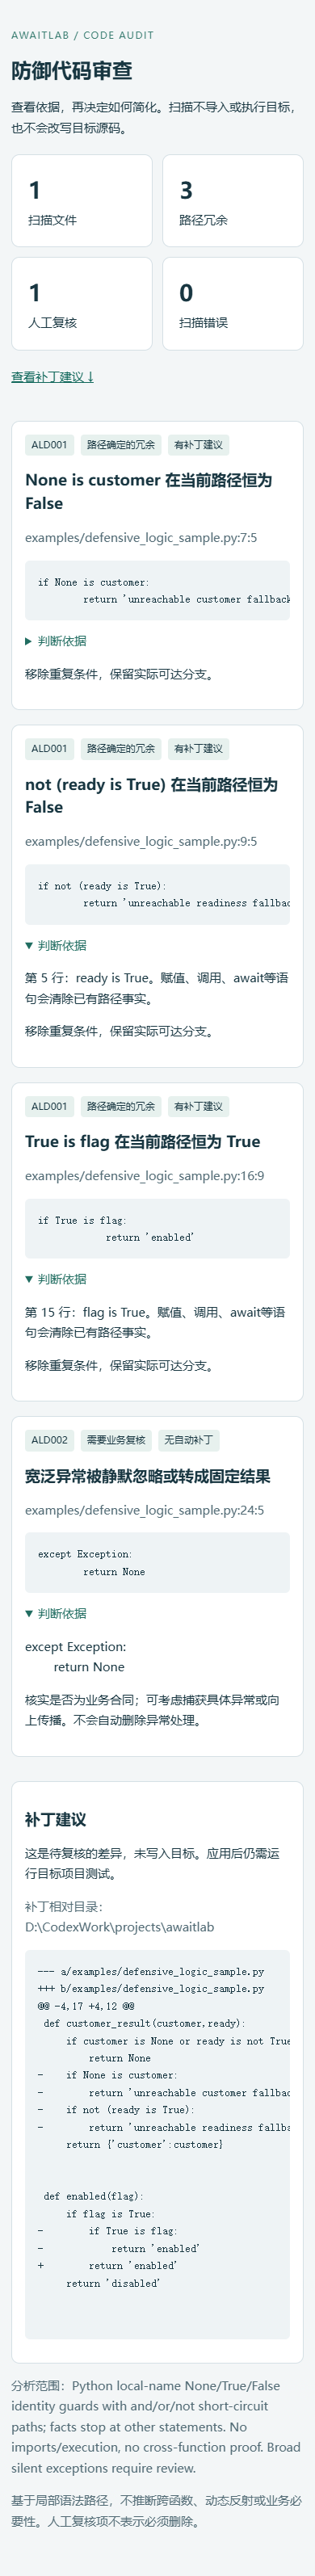 AWAITLAB / CODE AUDIT
防御代码审查
查看依据，再决定如何简化。扫描不导入或执行目标，
也不会改写目标源码。
1
扫描文件
3
路径冗余
1
人工复核
0
扫描错误
查看补丁建议 ↓
ALD001 路径确定的冗余 有补丁建议
None is customer 在当前路径恒为
False
examples/defensive_logic_sample.py:7:5
if None is customer:
return 'unreachable customer fallback
▶ 判断依据
移除重复条件，保留实际可达分支。
ALD001 路径确定的冗余 有补丁建议
not (ready is True) 在当前路径恒为
False
examples/defensive_logic_sample.py:9:5
if not (ready is True):
return 'unreachable readiness fallbac
▼ 判断依据
第 5 行：ready is True。赋值、调用、await等语
句会清除已有路径事实。
移除重复条件，保留实际可达分支。
ALD001 路径确定的冗余 有补丁建议
True is flag 在当前路径恒为 True
examples/defensive_logic_sample.py:16:9
if True is flag:
return 'enabled'
▼ 判断依据
第 15 行：flag is True。赋值、调用、await等语
句会清除已有路径事实。
移除重复条件，保留实际可达分支。
ALD002 需要业务复核 无自动补丁
宽泛异常被静默忽略或转成固定结果
examples/defensive_logic_sample.py:24:5
except Exception:
return None
▼ 判断依据
except Exception:
return None
核实是否为业务合同；可考虑捕获具体异常或向
上传播。不会自动删除异常处理。
补丁建议
这是待复核的差异，未写入目标。应用后仍需运
行目标项目测试。
补丁相对目录：
D:\CodexWork\projects\awaitlab
--- a/examples/defensive_logic_sample.py
+++ b/examples/defensive_logic_sample.py
@@ -4,17 +4,12 @@
def customer_result(customer,ready):
if customer is None or ready is not True
return None
-    if None is customer:
-        return 'unreachable customer fallbac
-    if not (ready is True):
-        return 'unreachable readiness fallba
return {'customer':customer}
def enabled(flag):
if flag is True:
-        if True is flag:
-            return 'enabled'
+        return 'enabled'
return 'disabled'
分析范围：Python local-name None/True/False
identity guards with and/or/not short-circuit
paths; facts stop at other statements. No
imports/execution, no cross-function proof. Broad
silent exceptions require review.
基于局部语法路径，不推断跨函数、动态反射或业务必
要性。人工复核项不表示必须删除。